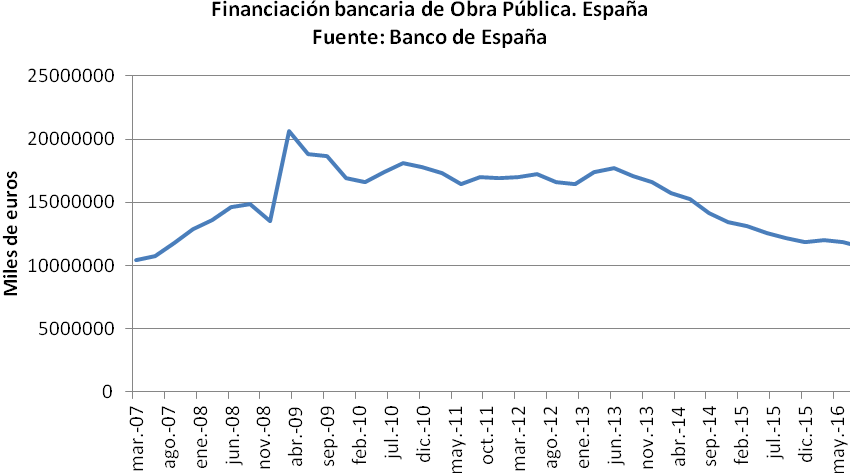 Financiación bancaria de Obra Pública. España
Fuente: Banco de España
Miles de euros
25000000
20000000
15000000
10000000
5000000
0
mar.-07
ago.-07
ene.-08
jun.-08
nov.-08
abr.-09
sep.-09
feb.-10
jul.-10
dic.-10
may.-11
oct.-11
mar.-12
ago.-12
ene.-13
jun.-13
nov.-13
abr.-14
sep.-14
feb.-15
jul.-15
dic.-15
may.-16